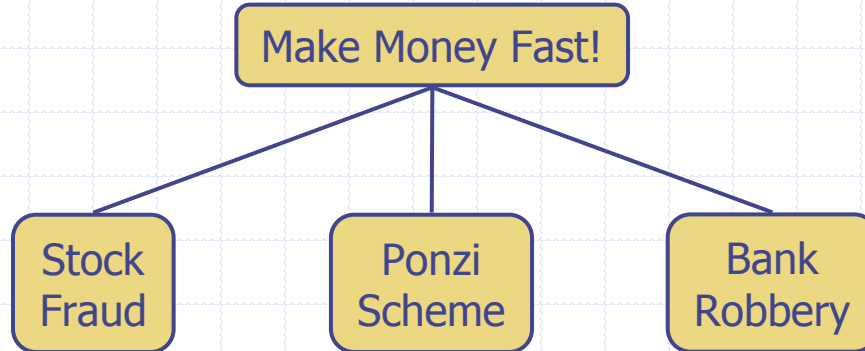 Make Money Fast!
Stock
Fraud
Ponzi
Scheme
Bank
Robbery